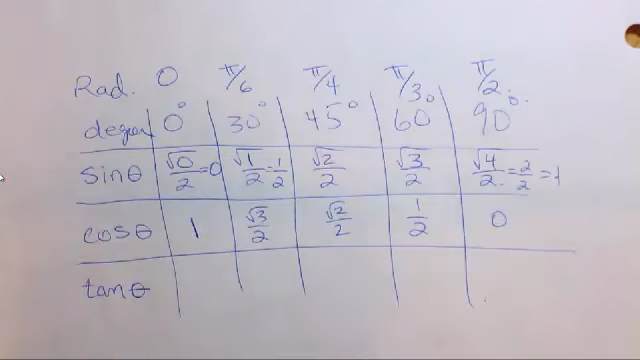 Rad. 0 π/6 π/4 π/3 π/2
degree 0° 30° 45° 60° 90°
sinθ √0/2=0 √1/2=1/2 √2/2 √3/2 √4/2=2/2=1
cosθ 1 √3/2 √2/2 1/2 0
tanθ